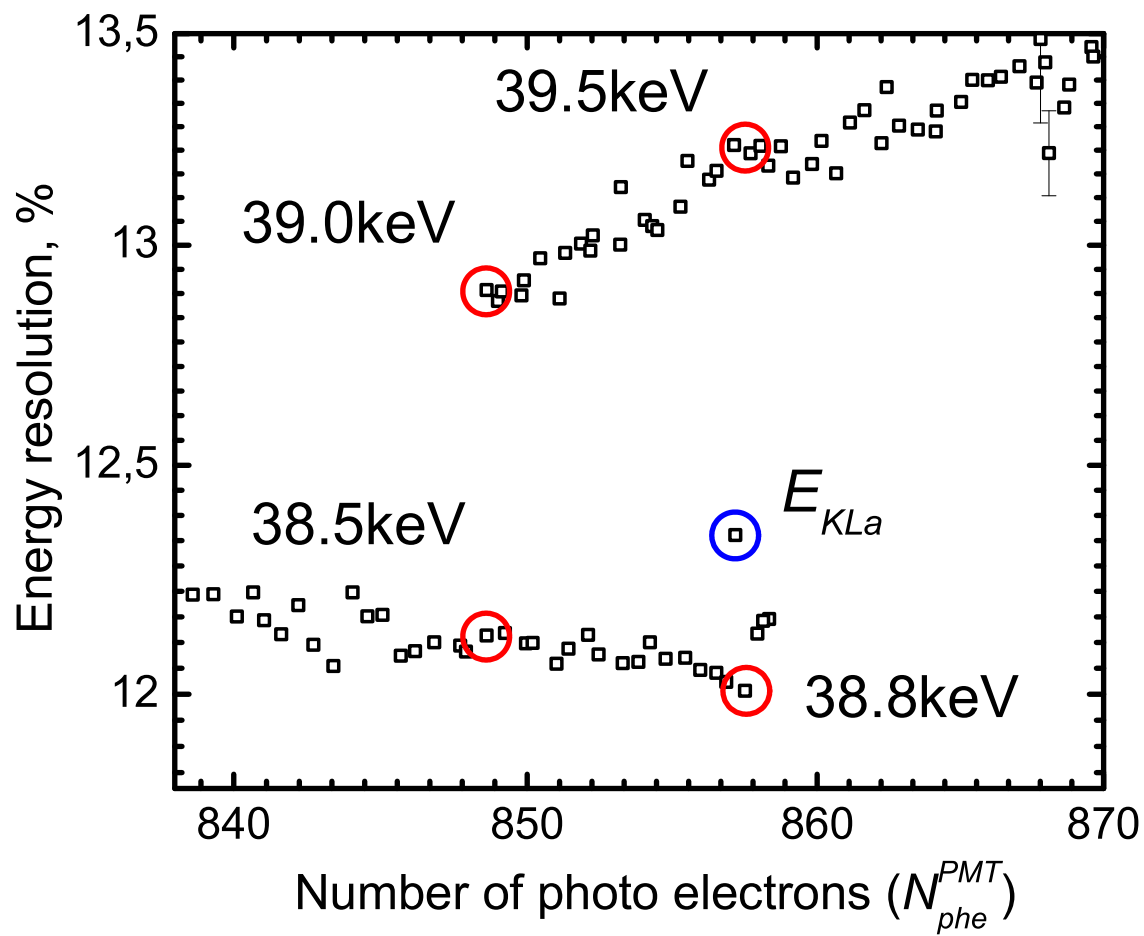 13,5
39.5keV
39.0keV
13
Energy resolution, %
12,5
E_KLa
38.5keV
12
38.8keV
840 850 860 870
Number of photo electrons (N_phe^PMT)